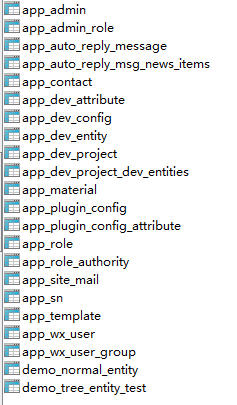 app_admin
app_admin_role
app_auto_reply_message
app_auto_reply_msg_news_items
app_contact
app_dev_attribute
app_dev_config
app_dev_entity
app_dev_project
app_dev_project_dev_entities
app_material
app_plugin_config
app_plugin_config_attribute
app_role
app_role_authority
app_site_mail
app_sn
app_template
app_wx_user
app_wx_user_group
demo_normal_entity
demo_tree_entity_test